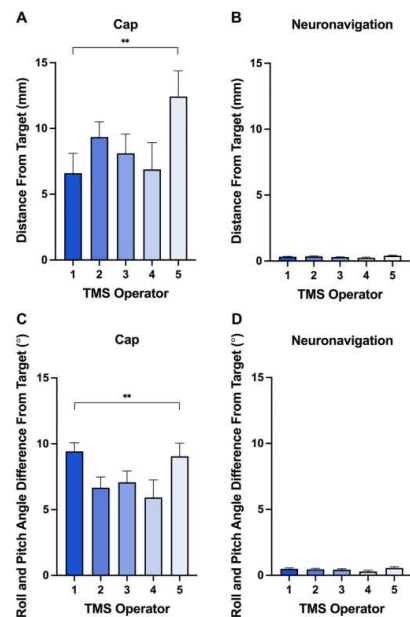 A
Cap
**
Distance From Target (mm)
15
10
5
0
1 2 3 4 5
TMS Operator
B
Neuronavigation
Distance From Target (mm)
15
10
5
0
1 2 3 4 5
TMS Operator
C
Cap
**
Roll and Pitch Angle Difference From Target (°)
15
10
5
0
1 2 3 4 5
TMS Operator
D
Neuronavigation
Roll and Pitch Angle Difference From Target (°)
15
10
5
0
1 2 3 4 5
TMS Operator